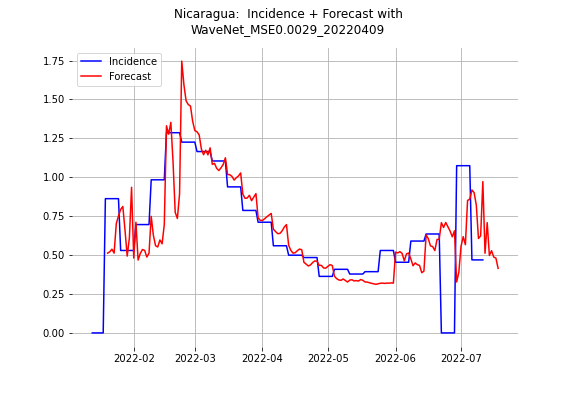 Nicaragua:  Incidence + Forecast with
WaveNet_MSE0.0029_20220409
Incidence
Forecast
1.75
1.50
1.25
1.00
0.75
0.50
0.25
0.00
2022-02 2022-03 2022-04 2022-05 2022-06 2022-07